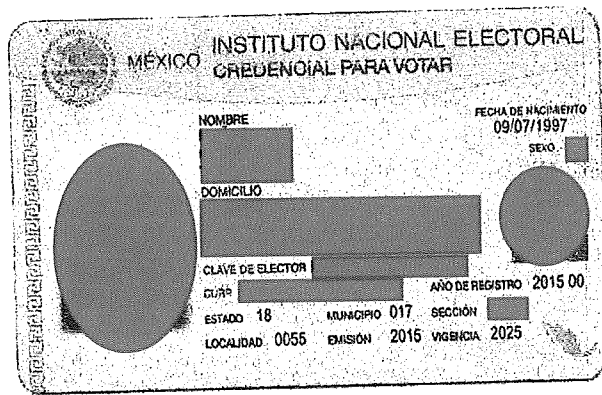 MÉXICO INSTITUTO NACIONAL ELECTORAL
CREDENCIAL PARA VOTAR
NOMBRE
FECHA DE NACIMIENTO
09/07/1997
SEXO
DOMICILIO
CLAVE DE ELECTOR
CURP
AÑO DE REGISTRO 2015 00
ESTADO 18 MUNICIPIO 017 SECCIÓN
LOCALIDAD 0055 EMISIÓN 2015 VIGENCIA 2025